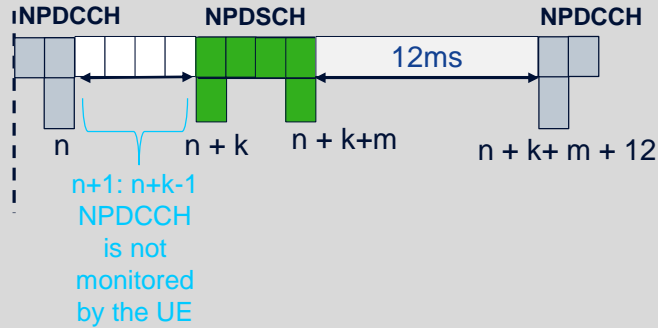 NPDCCH
NPDSCH
NPDCCH
12ms
n
n + k
n + k+m
n + k+ m + 12
n+1: n+k-1
NPDCCH
is not
monitored
by the UE